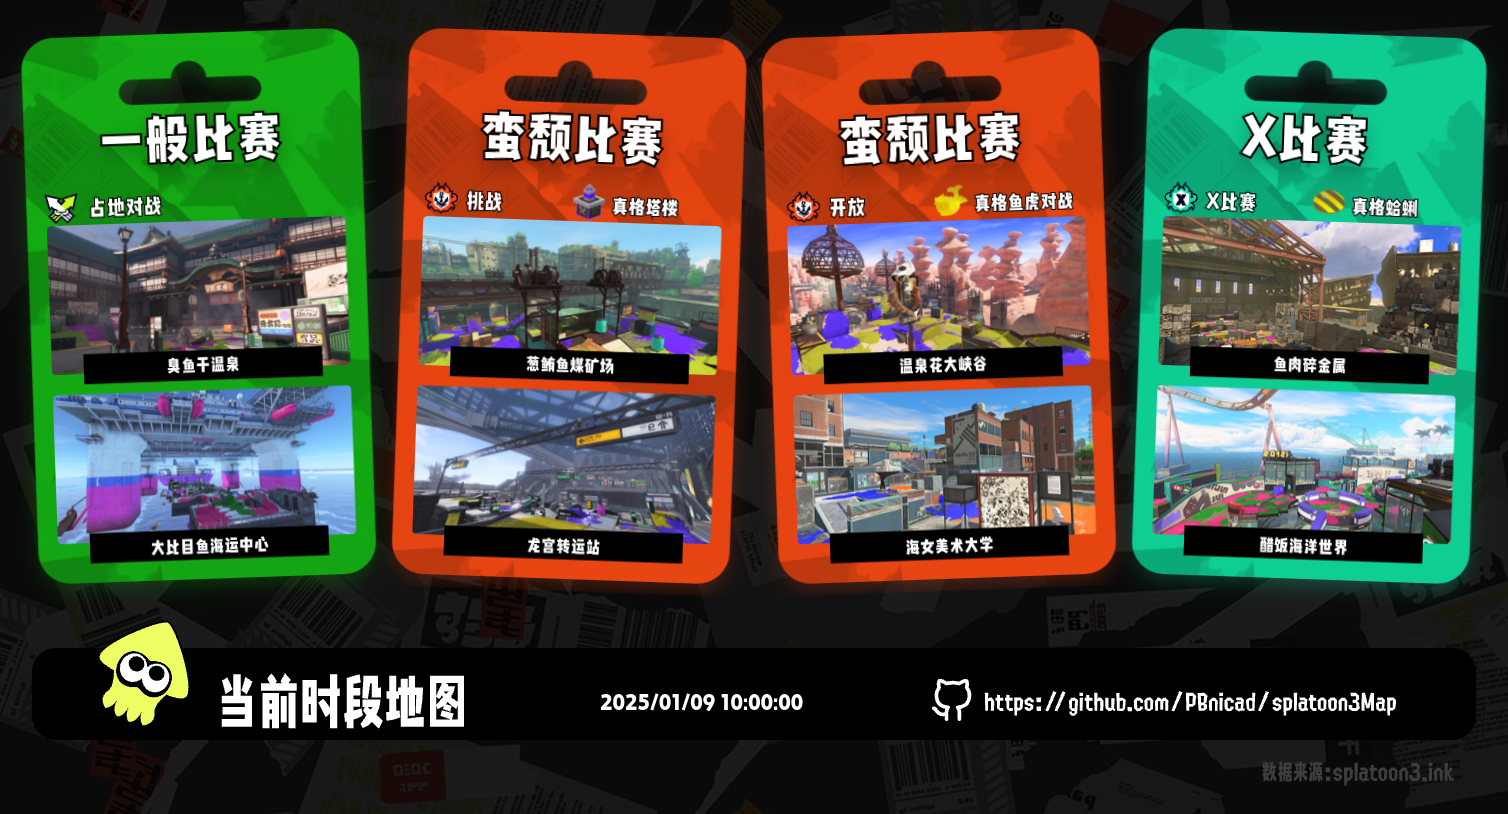 一般比赛
占地对战
臭鱼干温泉
大比目鱼海运中心
蛮颓比赛
挑战
真格塔楼
葱鲔鱼煤矿场
龙宫转运站
蛮颓比赛
开放
真格鱼虎对战
温泉花大峡谷
海女美术大学
X比赛
X比赛
真格蛤蜊
鱼肉碎金属
醋饭海洋世界
当前时段地图
2025/01/09 10:00:00
https://github.com/PBnicad/splatoon3Map
数据来源:splatoon3.ink